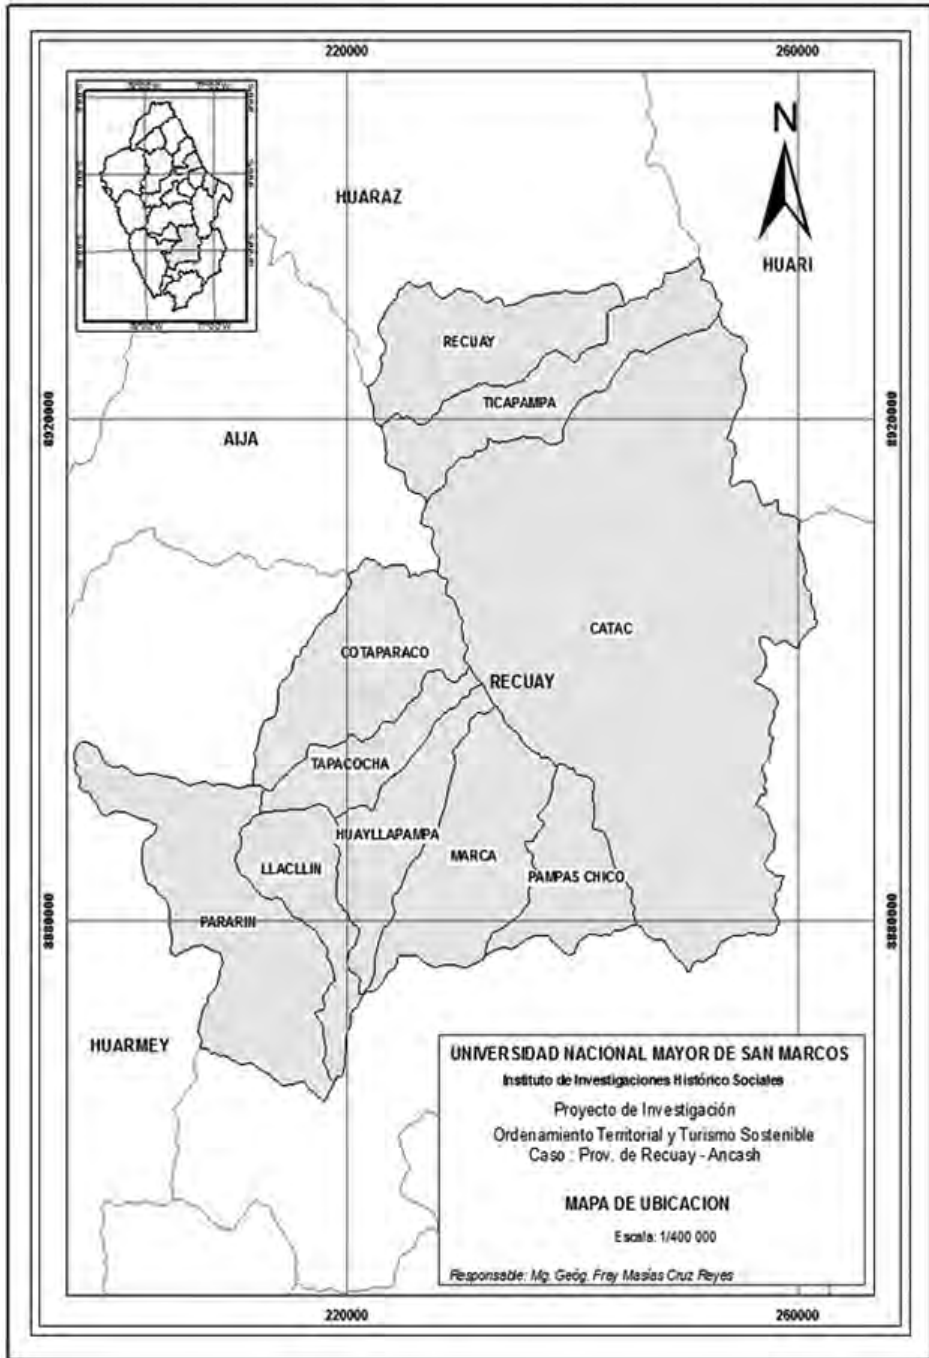 220000
260000
HUARAZ
N
HUARI
RECUAY
TICAPAMPA
8920000
8920000
AIJA
CATAC
COTAPARACO
RECUAY
TAPACOCHA
HUAYLLAPAMPA
LLACLLIN
MARCA
PAMPAS CHICO
PARARIN
8880000
8880000
HUARMEY
UNIVERSIDAD NACIONAL MAYOR DE SAN MARCOS
Instituto de Investigaciones Histórico Sociales
Proyecto de Investigación
Ordenamiento Territorial y Turismo Sostenible
Caso : Prov. de Recuay - Ancash
MAPA DE UBICACION
Escala: 1/400 000
Responsable: Mg. Geóg. Frey Masías Cruz Reyes
220000
260000